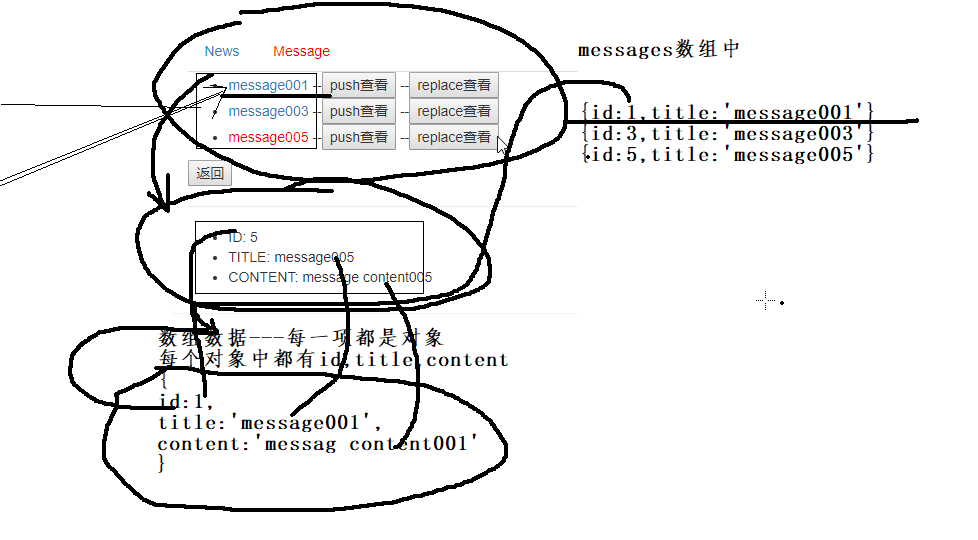 News Message
messages数组中
message001 -- push查看 -- replace查看
message003 -- push查看 -- replace查看
message005 -- push查看 -- replace查看
{id:1,title:'message001'}
{id:3,title:'message003'}
{id:5,title:'message005'}
返回
ID: 5
TITLE: message005
CONTENT: message content005
数组数据---每一项都是对象
每个对象中都有id,title,content
{
id:1,
title:'message001',
content:'messag content001'
}